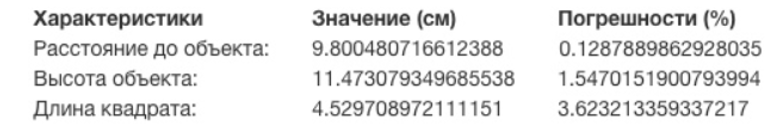 Характеристики Значение (см) Погрешности (%)
Расстояние до объекта: 9.800480716612388 0.1287889862928035
Высота объекта: 11.473079349685538 1.5470151900793994
Длина квадрата: 4.529708972111151 3.623213359337217